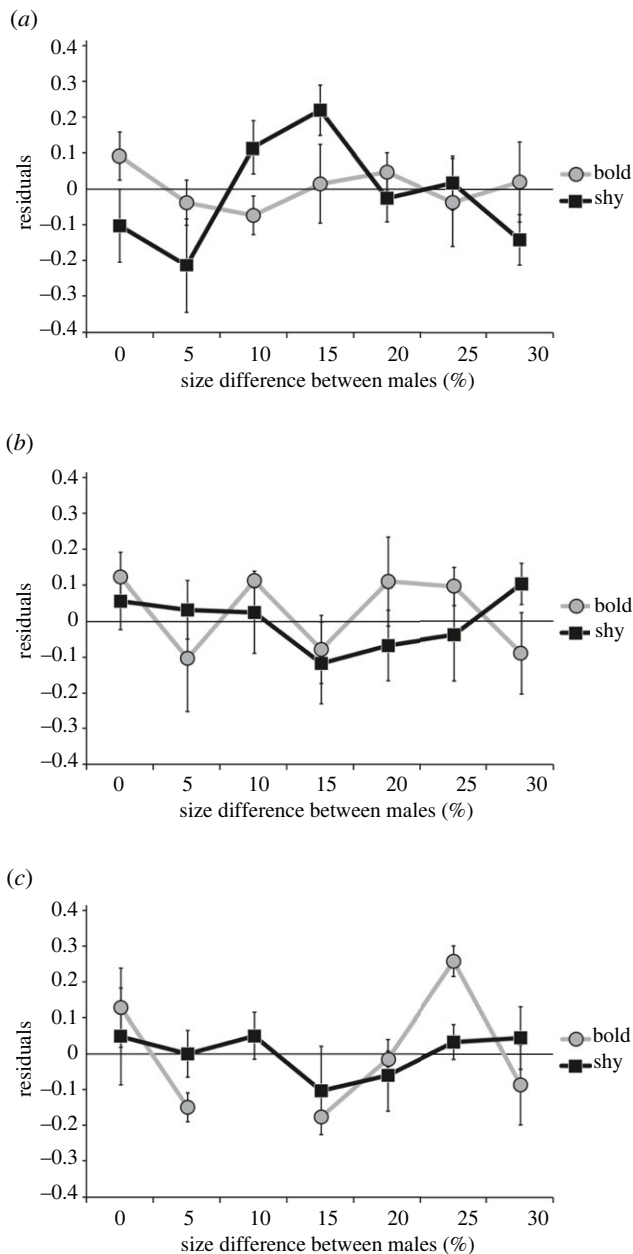 (a)
0.4
0.3
0.2
0.1
0
–0.1
–0.2
–0.3
–0.4
residuals
bold
shy
0 5 10 15 20 25 30
size difference between males (%)
(b)
0.4
0.3
0.2
0.1
0
–0.1
–0.2
–0.3
–0.4
residuals
bold
shy
0 5 10 15 20 25 30
size difference between males (%)
(c)
0.4
0.3
0.2
0.1
0
–0.1
–0.2
–0.3
–0.4
residuals
bold
shy
0 5 10 15 20 25 30
size difference between males (%)